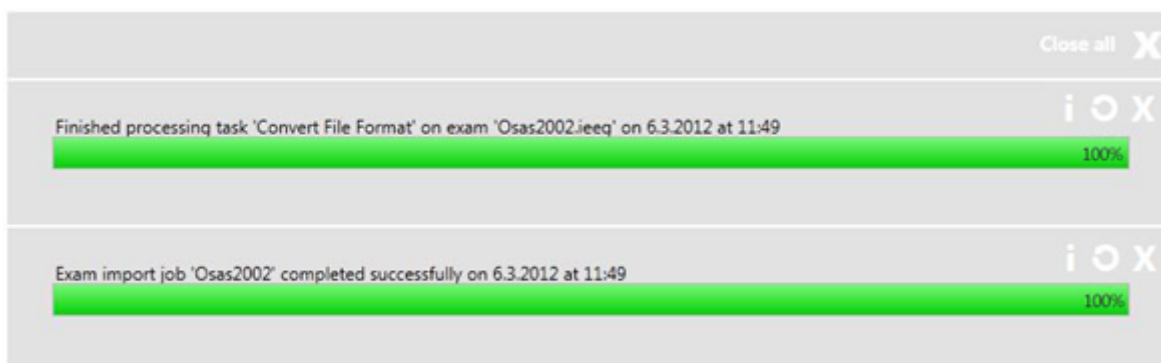 Close all X
i X
Finished processing task 'Convert File Format' on exam 'Osas2002.ieeg' on 6.3.2012 at 11:49
100%
i X
Exam import job 'Osas2002' completed successfully on 6.3.2012 at 11:49
100%